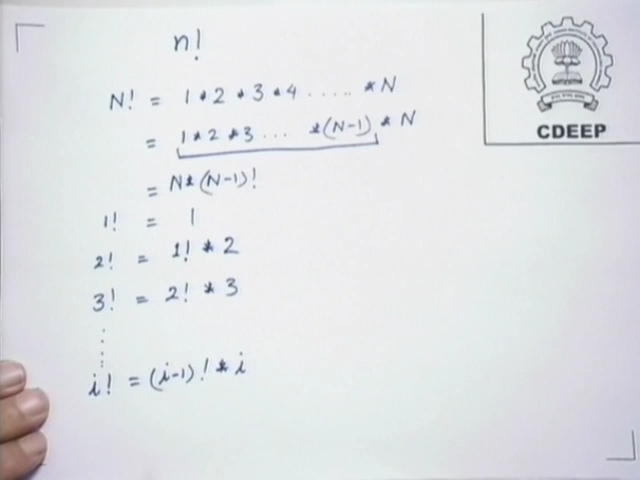 n!
N! = 1 * 2 * 3 * 4 ..... * N
= 1 * 2 * 3 ... * (N-1) * N
= N * (N-1)!
1! = 1
2! = 1! * 2
3! = 2! * 3
⋮
i! = (i-1)! * i
CDEEP